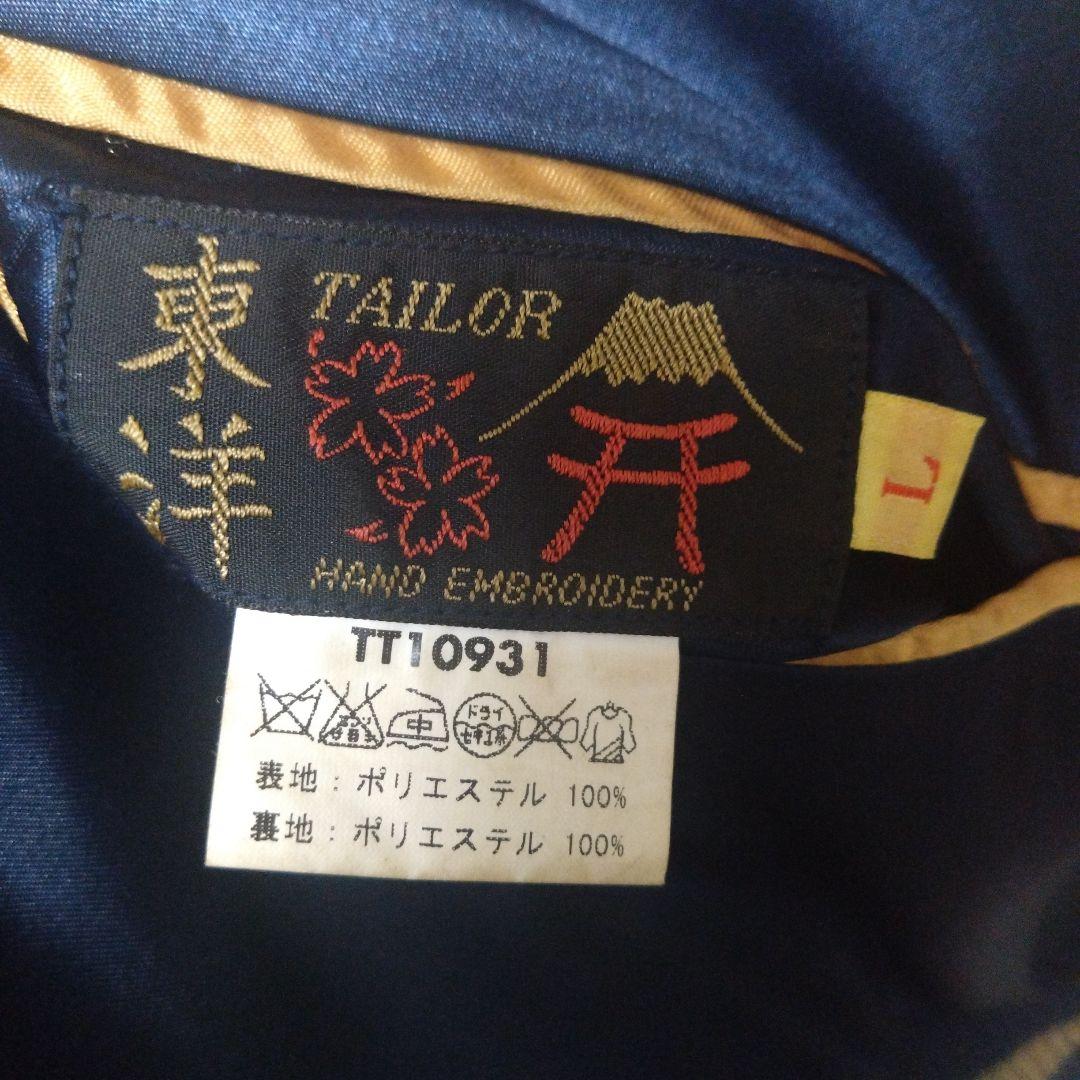 東洋
TAILOR
HAND EMBROIDERY
L
TT10931
中
ドライ
表地：ポリエステル 100%
裏地：ポリエステル 100%